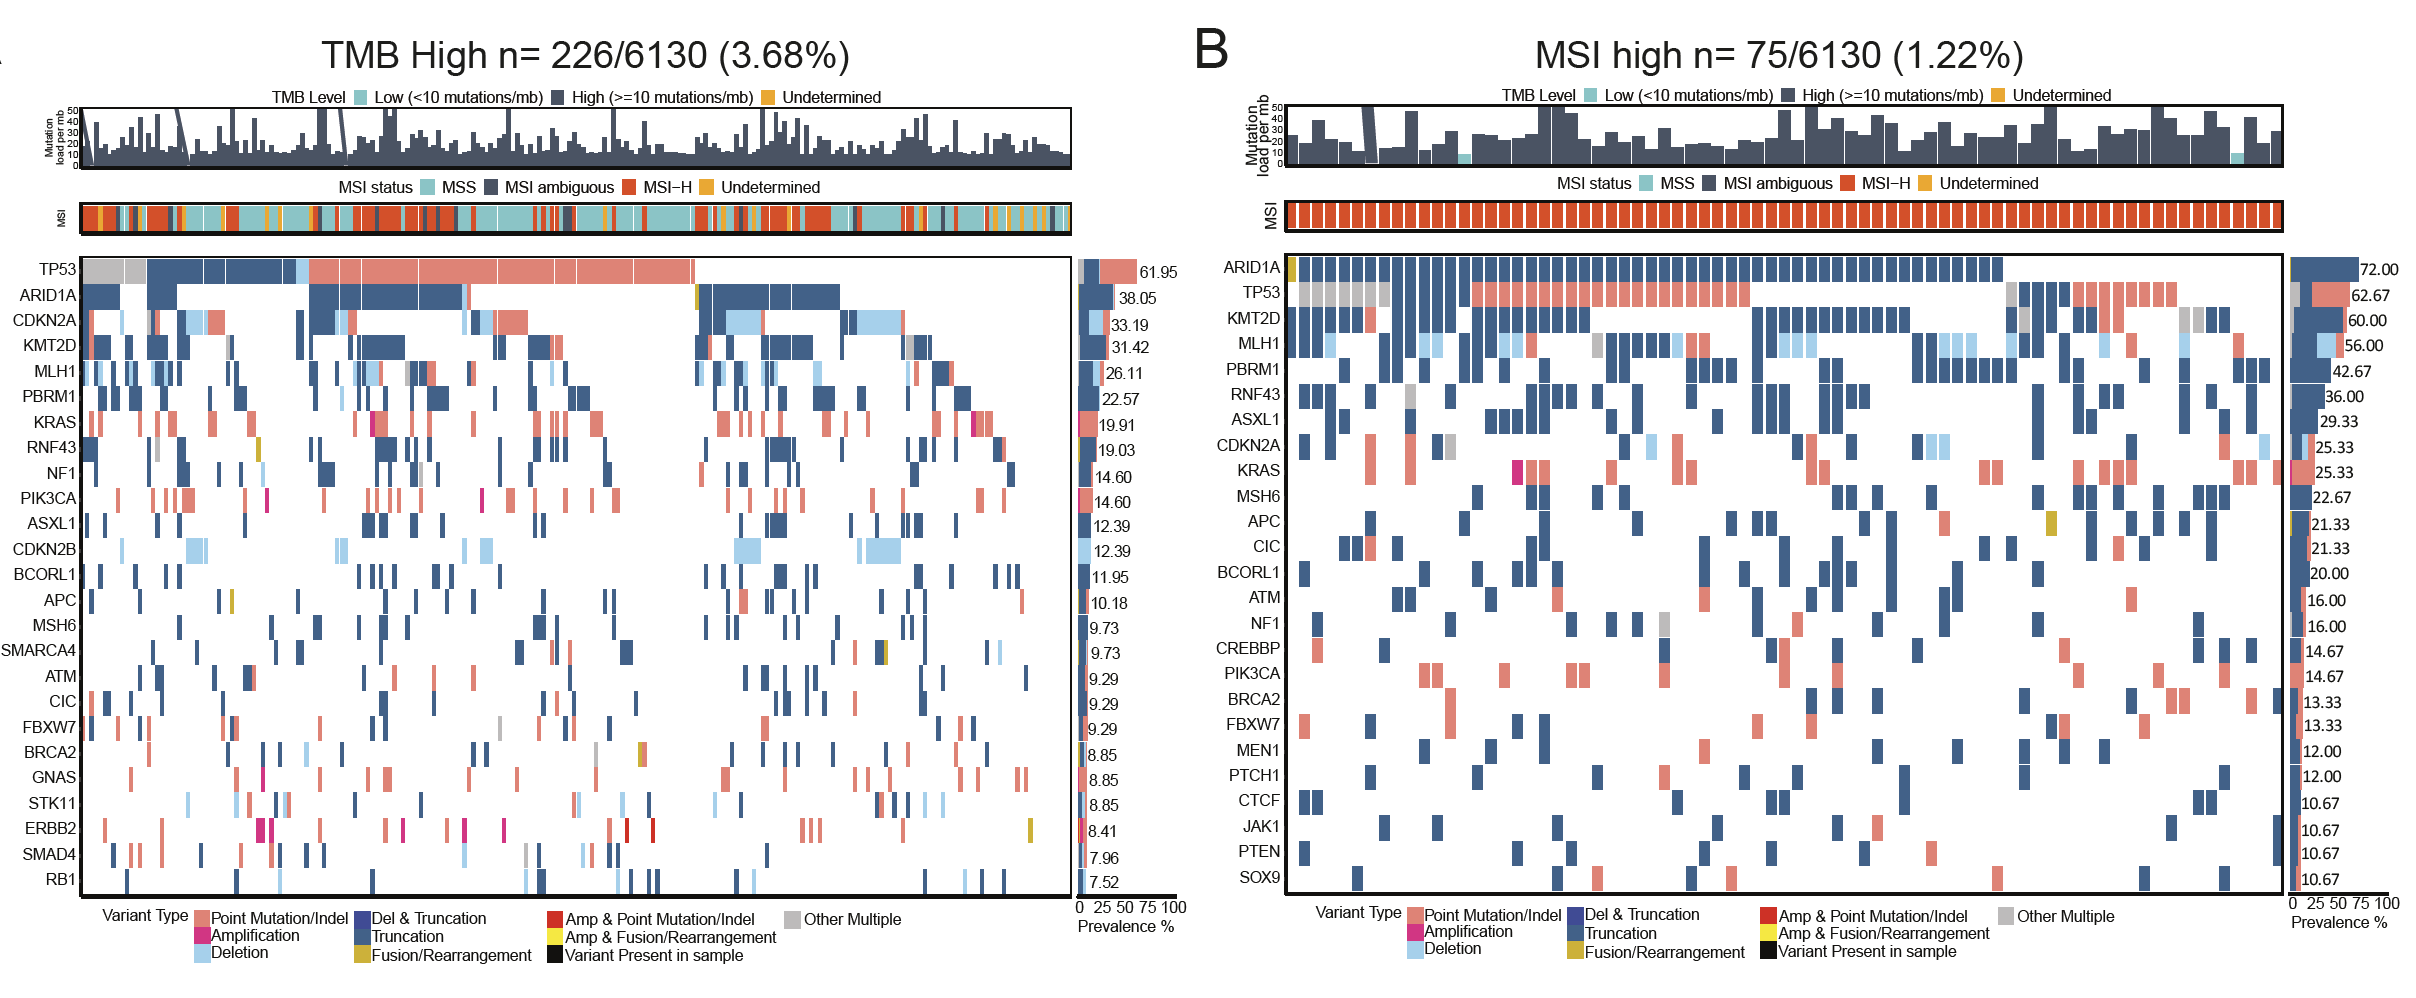 TMB High n= 226/6130 (3.68%)
TMB Level Low (<10 mutations/mb) High (>=10 mutations/mb) Undetermined
Mutation
load per mb
50
40
30
20
10
0
MSI status MSS MSI ambiguous MSI−H Undetermined
MSI
TP53 61.95
ARID1A 38.05
CDKN2A 33.19
KMT2D 31.42
MLH1 26.11
PBRM1 22.57
KRAS 19.91
RNF43 19.03
NF1 14.60
PIK3CA 14.60
ASXL1 12.39
CDKN2B 12.39
BCORL1 11.95
APC 10.18
MSH6 9.73
SMARCA4 9.73
ATM 9.29
CIC 9.29
FBXW7 9.29
BRCA2 8.85
GNAS 8.85
STK11 8.85
ERBB2 8.41
SMAD4 7.96
RB1 7.52
0 25 50 75 100
Prevalence %
Variant Type Point Mutation/Indel Del & Truncation Amp & Point Mutation/Indel Other Multiple
Amplification Truncation Amp & Fusion/Rearrangement
Deletion Fusion/Rearrangement Variant Present in sample
B
MSI high n= 75/6130 (1.22%)
TMB Level Low (<10 mutations/mb) High (>=10 mutations/mb) Undetermined
Mutation
load per mb
50
40
30
20
10
0
MSI status MSS MSI ambiguous MSI−H Undetermined
MSI
ARID1A 72.00
TP53 62.67
KMT2D 60.00
MLH1 56.00
PBRM1 42.67
RNF43 36.00
ASXL1 29.33
CDKN2A 25.33
KRAS 25.33
MSH6 22.67
APC 21.33
CIC 21.33
BCORL1 20.00
ATM 16.00
NF1 16.00
CREBBP 14.67
PIK3CA 14.67
BRCA2 13.33
FBXW7 13.33
MEN1 12.00
PTCH1 12.00
CTCF 10.67
JAK1 10.67
PTEN 10.67
SOX9 10.67
0 25 50 75 100
Prevalence %
Variant Type Point Mutation/Indel Del & Truncation Amp & Point Mutation/Indel Other Multiple
Amplification Truncation Amp & Fusion/Rearrangement
Deletion Fusion/Rearrangement Variant Present in sample